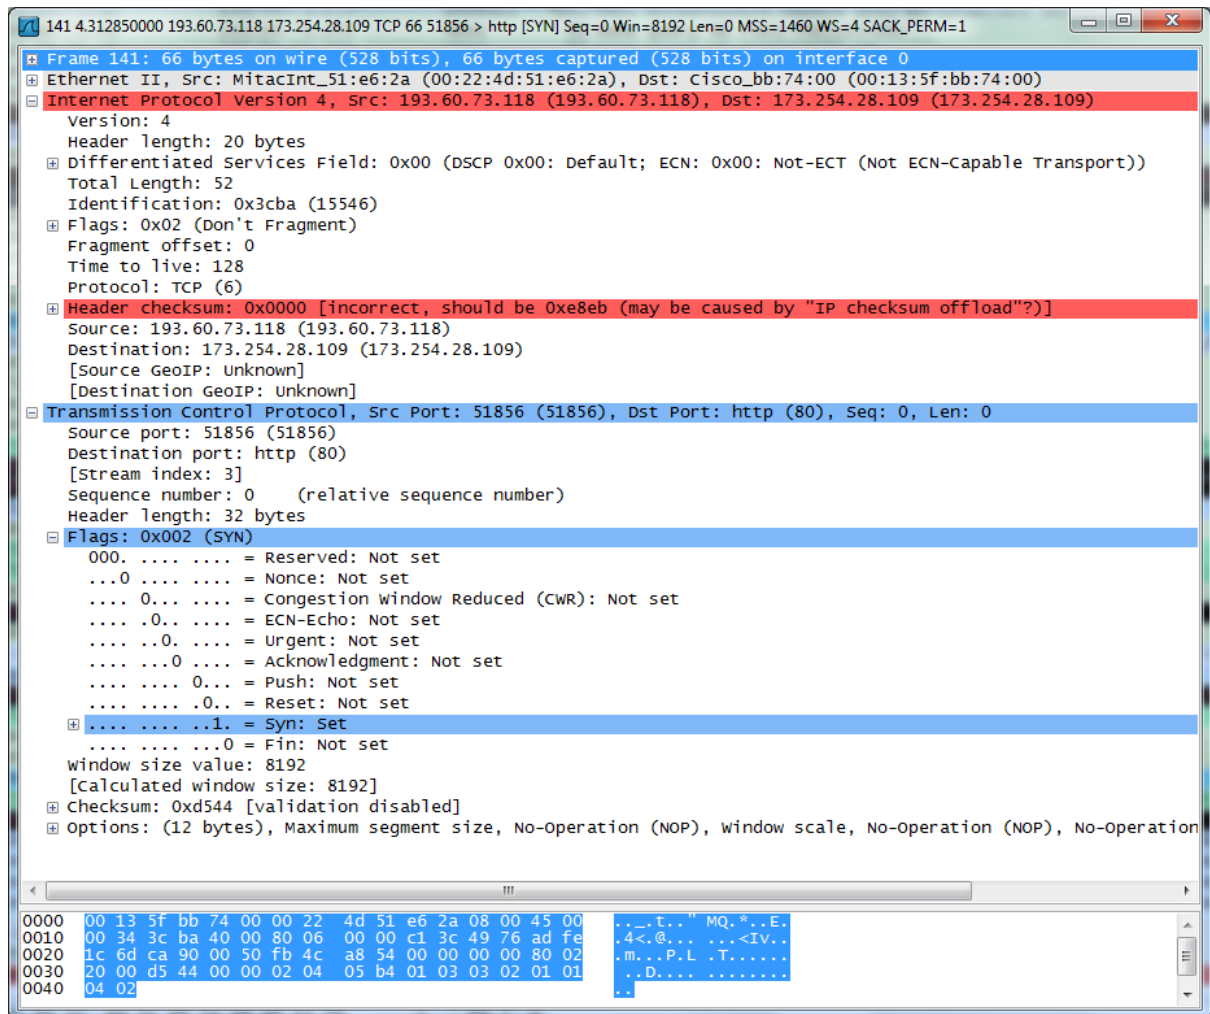 141 4.312850000 193.60.73.118 173.254.28.109 TCP 66 51856 > http [SYN] Seq=0 Win=8192 Len=0 MSS=1460 WS=4 SACK_PERM=1
Frame 141: 66 bytes on wire (528 bits), 66 bytes captured (528 bits) on interface 0
Ethernet II, Src: MitacInt_51:e6:2a (00:22:4d:51:e6:2a), Dst: Cisco_bb:74:00 (00:13:5f:bb:74:00)
Internet Protocol Version 4, Src: 193.60.73.118 (193.60.73.118), Dst: 173.254.28.109 (173.254.28.109)
Version: 4
Header length: 20 bytes
Differentiated Services Field: 0x00 (DSCP 0x00: Default; ECN: 0x00: Not-ECT (Not ECN-Capable Transport))
Total Length: 52
Identification: 0x3cba (15546)
Flags: 0x02 (Don't Fragment)
Fragment offset: 0
Time to live: 128
Protocol: TCP (6)
Header checksum: 0x0000 [incorrect, should be 0xe8eb (may be caused by "IP checksum offload"?)]
Source: 193.60.73.118 (193.60.73.118)
Destination: 173.254.28.109 (173.254.28.109)
[Source GeoIP: Unknown]
[Destination GeoIP: Unknown]
Transmission Control Protocol, Src Port: 51856 (51856), Dst Port: http (80), Seq: 0, Len: 0
Source port: 51856 (51856)
Destination port: http (80)
[Stream index: 3]
Sequence number: 0    (relative sequence number)
Header length: 32 bytes
Flags: 0x002 (SYN)
000. .... .... = Reserved: Not set
...0 .... .... = Nonce: Not set
.... 0... .... = Congestion Window Reduced (CWR): Not set
.... .0.. .... = ECN-Echo: Not set
.... ..0. .... = Urgent: Not set
.... ...0 .... = Acknowledgment: Not set
.... .... 0... = Push: Not set
.... .... .0.. = Reset: Not set
.... .... ..1. = Syn: Set
.... .... ...0 = Fin: Not set
Window size value: 8192
[Calculated window size: 8192]
Checksum: 0xd544 [validation disabled]
Options: (12 bytes), Maximum segment size, No-Operation (NOP), Window scale, No-Operation (NOP), No-Operation
0000  00 13 5f bb 74 00 00 22  4d 51 e6 2a 08 00 45 00   .._.t.." MQ.*..E.
0010  00 34 3c ba 40 00 80 06  00 00 c1 3c 49 76 ad fe   .4<.@... ...<Iv..
0020  1c 6d ca 90 00 50 fb 4c  a8 54 00 00 00 00 80 02   .m...P.L .T......
0030  20 00 d5 44 00 00 02 04  05 b4 01 03 03 02 01 01    ..D.... ........
0040  04 02   ..